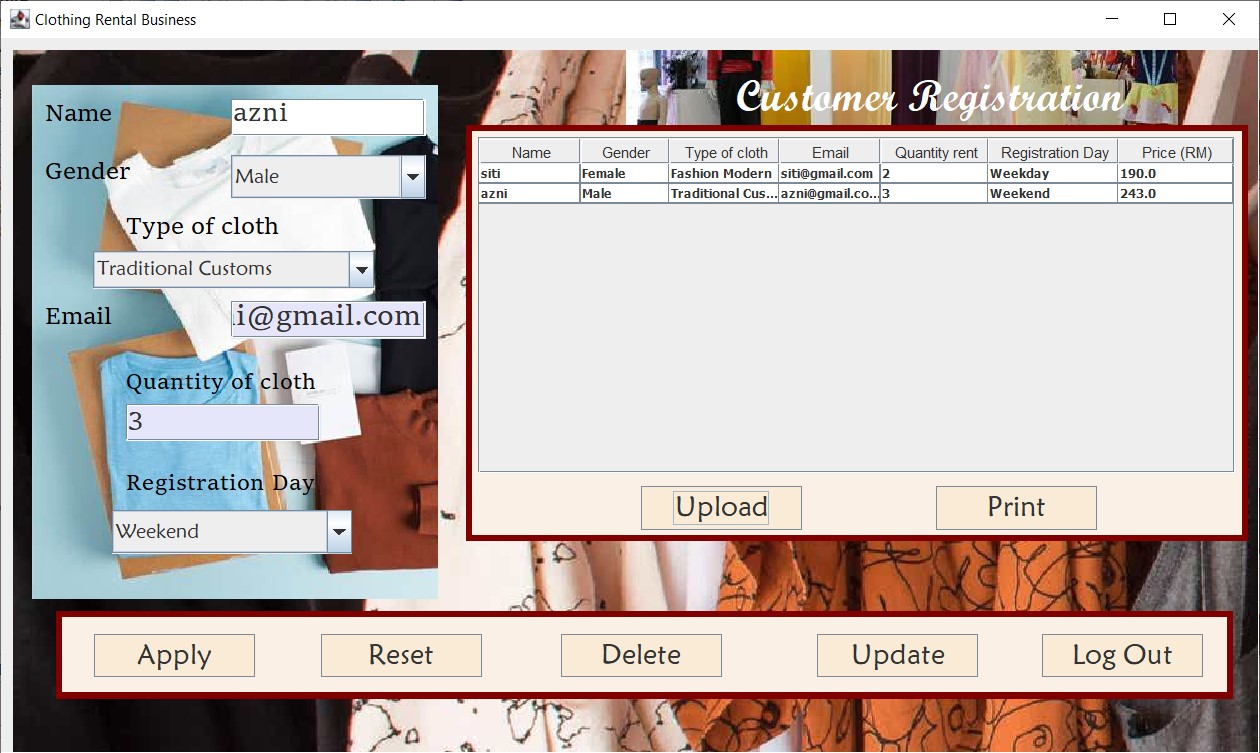 Clothing Rental Business
Customer Registration
Name azni
Gender Male
Type of cloth
Traditional Customs
Email i@gmail.com
Quantity of cloth
3
Registration Day
Weekend
Name Gender Type of cloth Email Quantity rent Registration Day Price (RM)
siti Female Fashion Modern siti@gmail.com 2 Weekday 190.0
azni Male Traditional Cus... azni@gmail.co... 3 Weekend 243.0
Upload Print
Apply Reset Delete Update Log Out